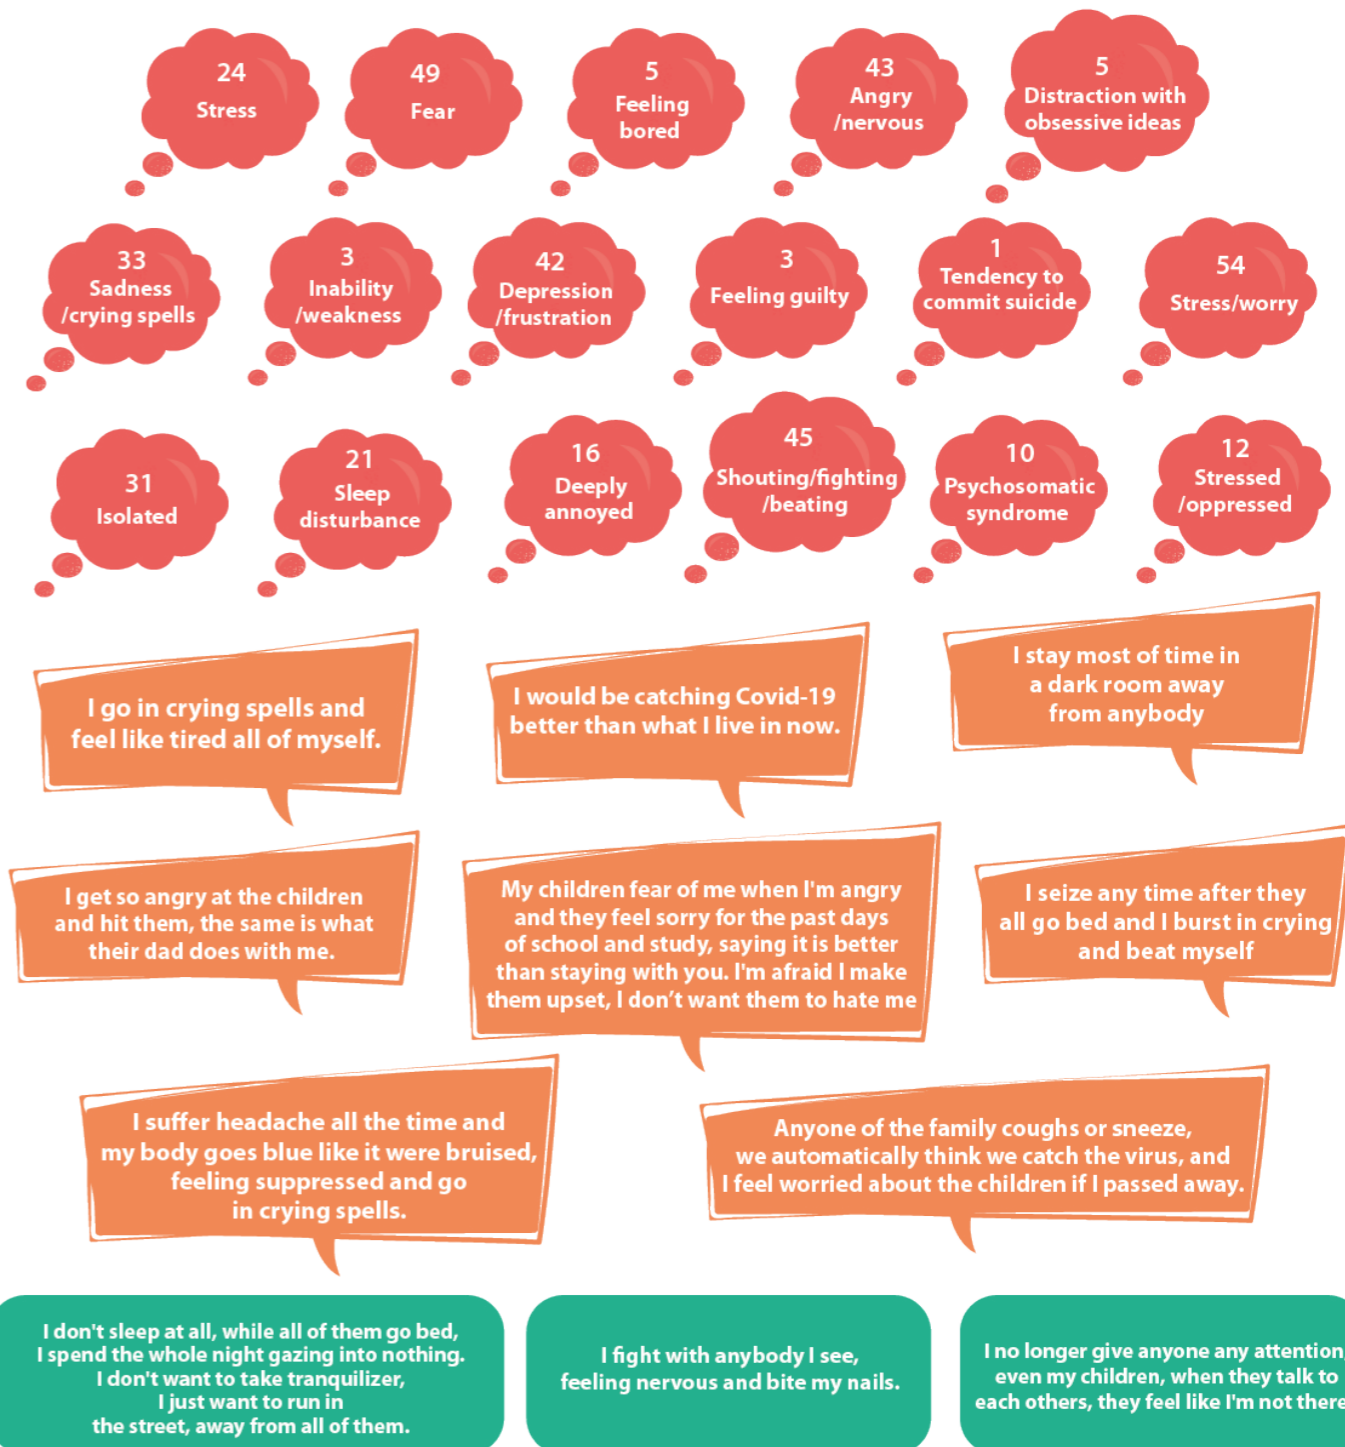 24
Stress
49
Fear
5
Feeling
bored
43
Angry
/nervous
5
Distraction with
obsessive ideas
33
Sadness
/crying spells
3
Inability
/weakness
42
Depression
/frustration
3
Feeling guilty
1
Tendency to
commit suicide
54
Stress/worry
31
Isolated
21
Sleep
disturbance
16
Deeply
annoyed
45
Shouting/fighting
/beating
10
Psychosomatic
syndrome
12
Stressed
/oppressed
I go in crying spells and
feel like tired all of myself.
I would be catching Covid-19
better than what I live in now.
I stay most of time in
a dark room away
from anybody
I get so angry at the children
and hit them, the same is what
their dad does with me.
My children fear of me when I'm angry
and they feel sorry for the past days
of school and study, saying it is better
than staying with you. I'm afraid I make
them upset, I don't want them to hate me
I seize any time after they
all go bed and I burst in crying
and beat myself
I suffer headache all the time and
my body goes blue like it were bruised,
feeling suppressed and go
in crying spells.
Anyone of the family coughs or sneeze,
we automatically think we catch the virus, and
I feel worried about the children if I passed away.
I don't sleep at all, while all of them go bed,
I spend the whole night gazing into nothing.
I don't want to take tranquilizer,
I just want to run in
the street, away from all of them.
I fight with anybody I see,
feeling nervous and bite my nails.
I no longer give anyone any attention,
even my children, when they talk to
each others, they feel like I'm not there